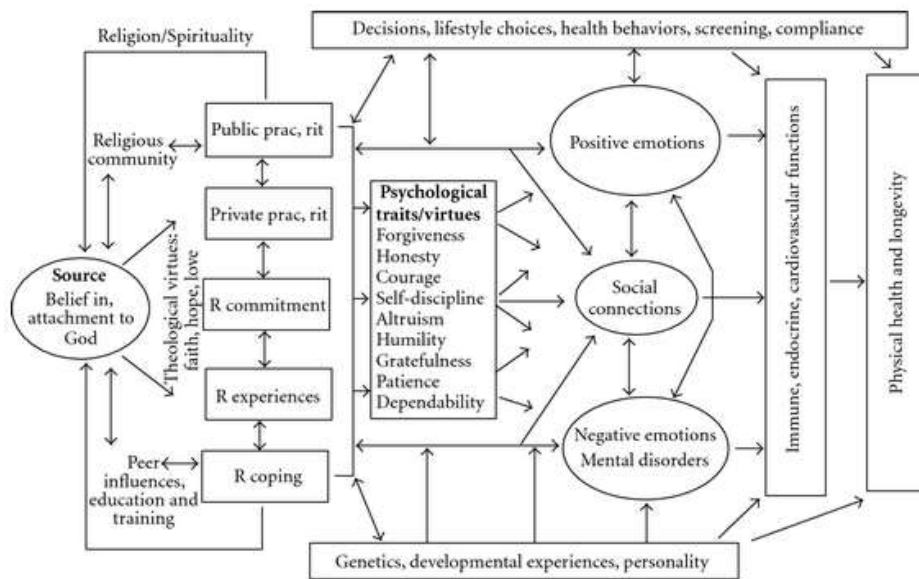 Religion/Spirituality
Decisions, lifestyle choices, health behaviors, screening, compliance
Religious
community
Public prac, rit
Private prac, rit
R commitment
R experiences
R coping
Source
Belief in,
attachment to
God
Theological virtues:
faith, hope, love
Peer
influences,
education and
training
Psychological
traits/virtues
Forgiveness
Honesty
Courage
Self-discipline
Altruism
Humility
Gratefulness
Patience
Dependability
Positive emotions
Social
connections
Negative emotions
Mental disorders
Immune, endocrine, cardiovascular functions
Physical health and longevity
Genetics, developmental experiences, personality